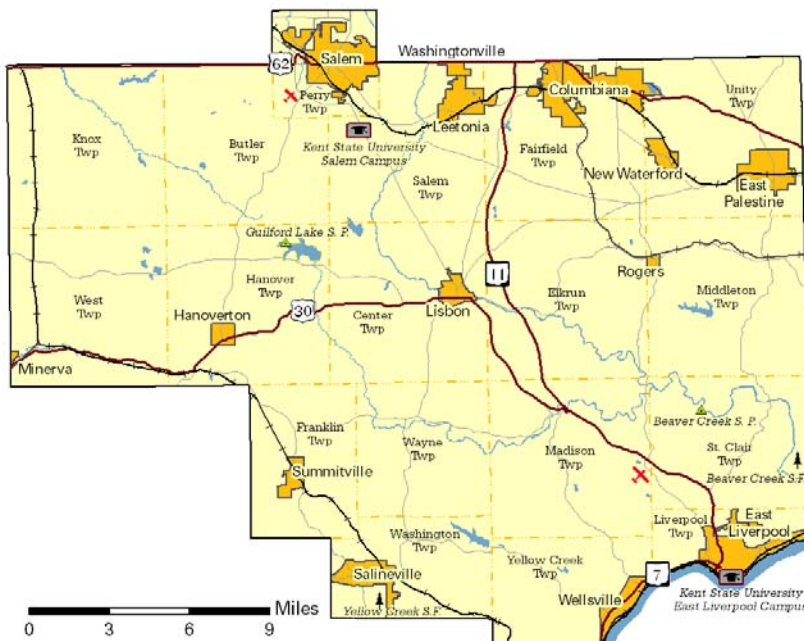 Salem
Washingtonville
62
Perry
Twp
Columbiana
Unity
Twp
Knox
Twp
Butler
Twp
Kent State University
Salem Campus
Leetonia
Fairfield
Twp
New Waterford
East
Palestine
Salem
Twp
Guilford Lake S. P.
Hanover
Twp
11
Rogers
West
Twp
Hanoverton
30
Center
Twp
Lisbon
Elkrun
Twp
Middleton
Twp
Minerva
Franklin
Twp
Wayne
Twp
Madison
Twp
Beaver Creek S. P.
St. Clair
Twp
Beaver Creek S.F.
Summitville
Washington
Twp
Yellow Creek
Twp
Liverpool
Twp
East
Liverpool
Salineville
7
Yellow Creek S.F.
Wellsville
Kent State University
East Liverpool Campus
Miles
0 3 6 9